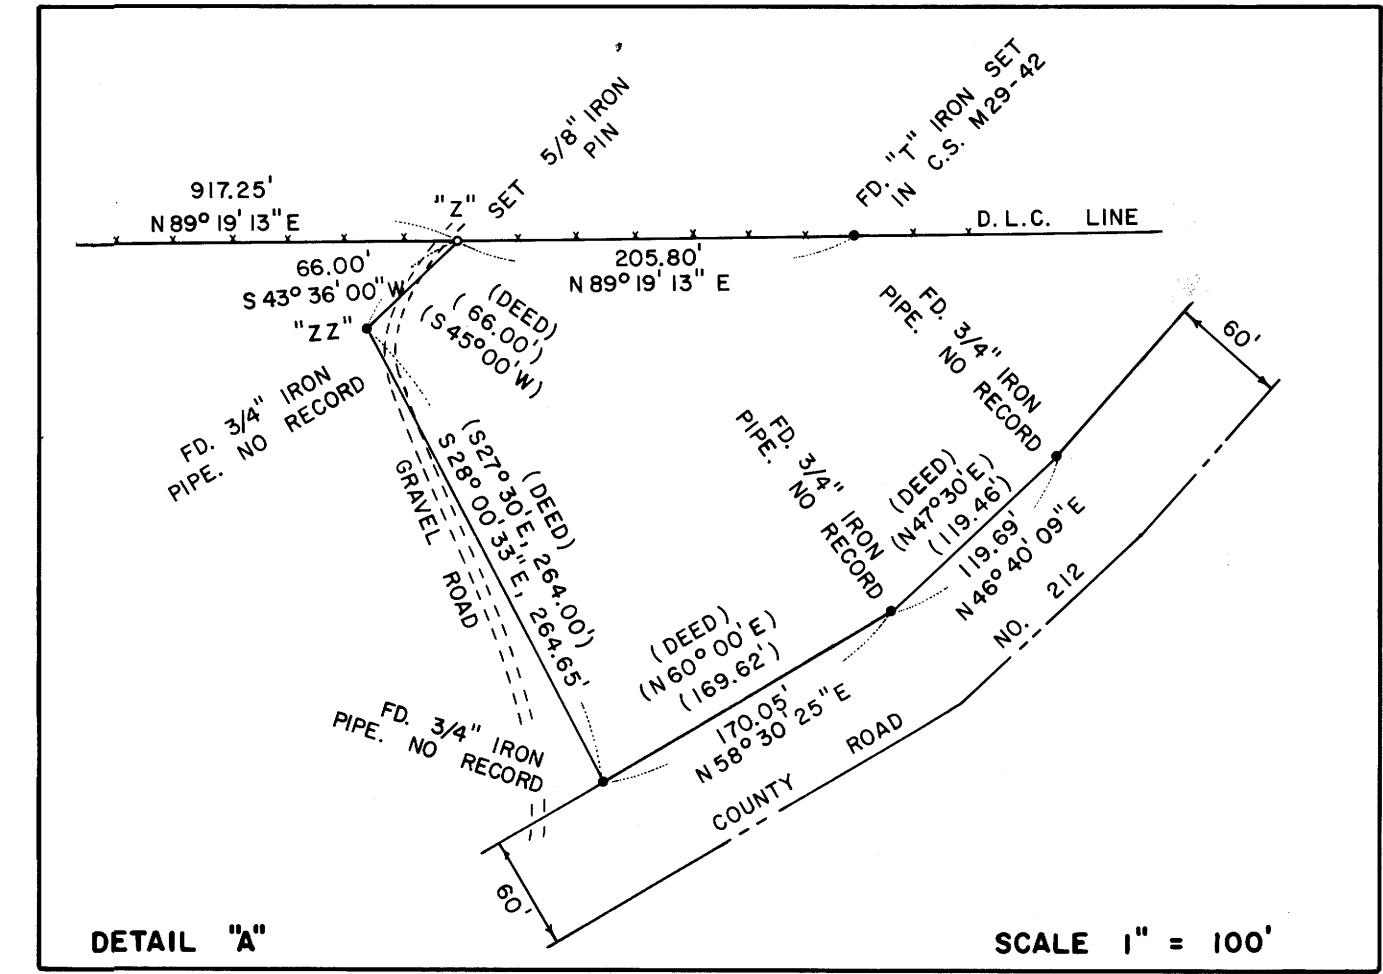 917.25'
N 89° 19' 13" E
"Z"
SET 5/8" IRON
PIN
FD. "T" IRON SET
IN C.S. M29-42
D.L.C. LINE
66.00'
S 43° 36' 00" W
205.80'
N 89° 19' 13" E
"ZZ"
(DEED)
(66.00')
(S 45°00' W)
FD. 3/4" IRON
PIPE. NO RECORD
FD. 3/4" IRON
PIPE. NO RECORD
60'
FD. 3/4" IRON
PIPE. NO RECORD
(DEED)
(S27°30'E, 264.00')
S 28° 00' 33" E, 264.65'
GRAVEL ROAD
(DEED)
(N47°30'E)
(119.46')
119.69'
N 46° 40' 09" E
(DEED)
(N 60° 00' E)
(169.62')
170.05'
N 58° 30' 25" E
FD. 3/4" IRON
PIPE. NO RECORD
COUNTY ROAD NO. 212
60'
DETAIL "A"
SCALE 1" = 100'